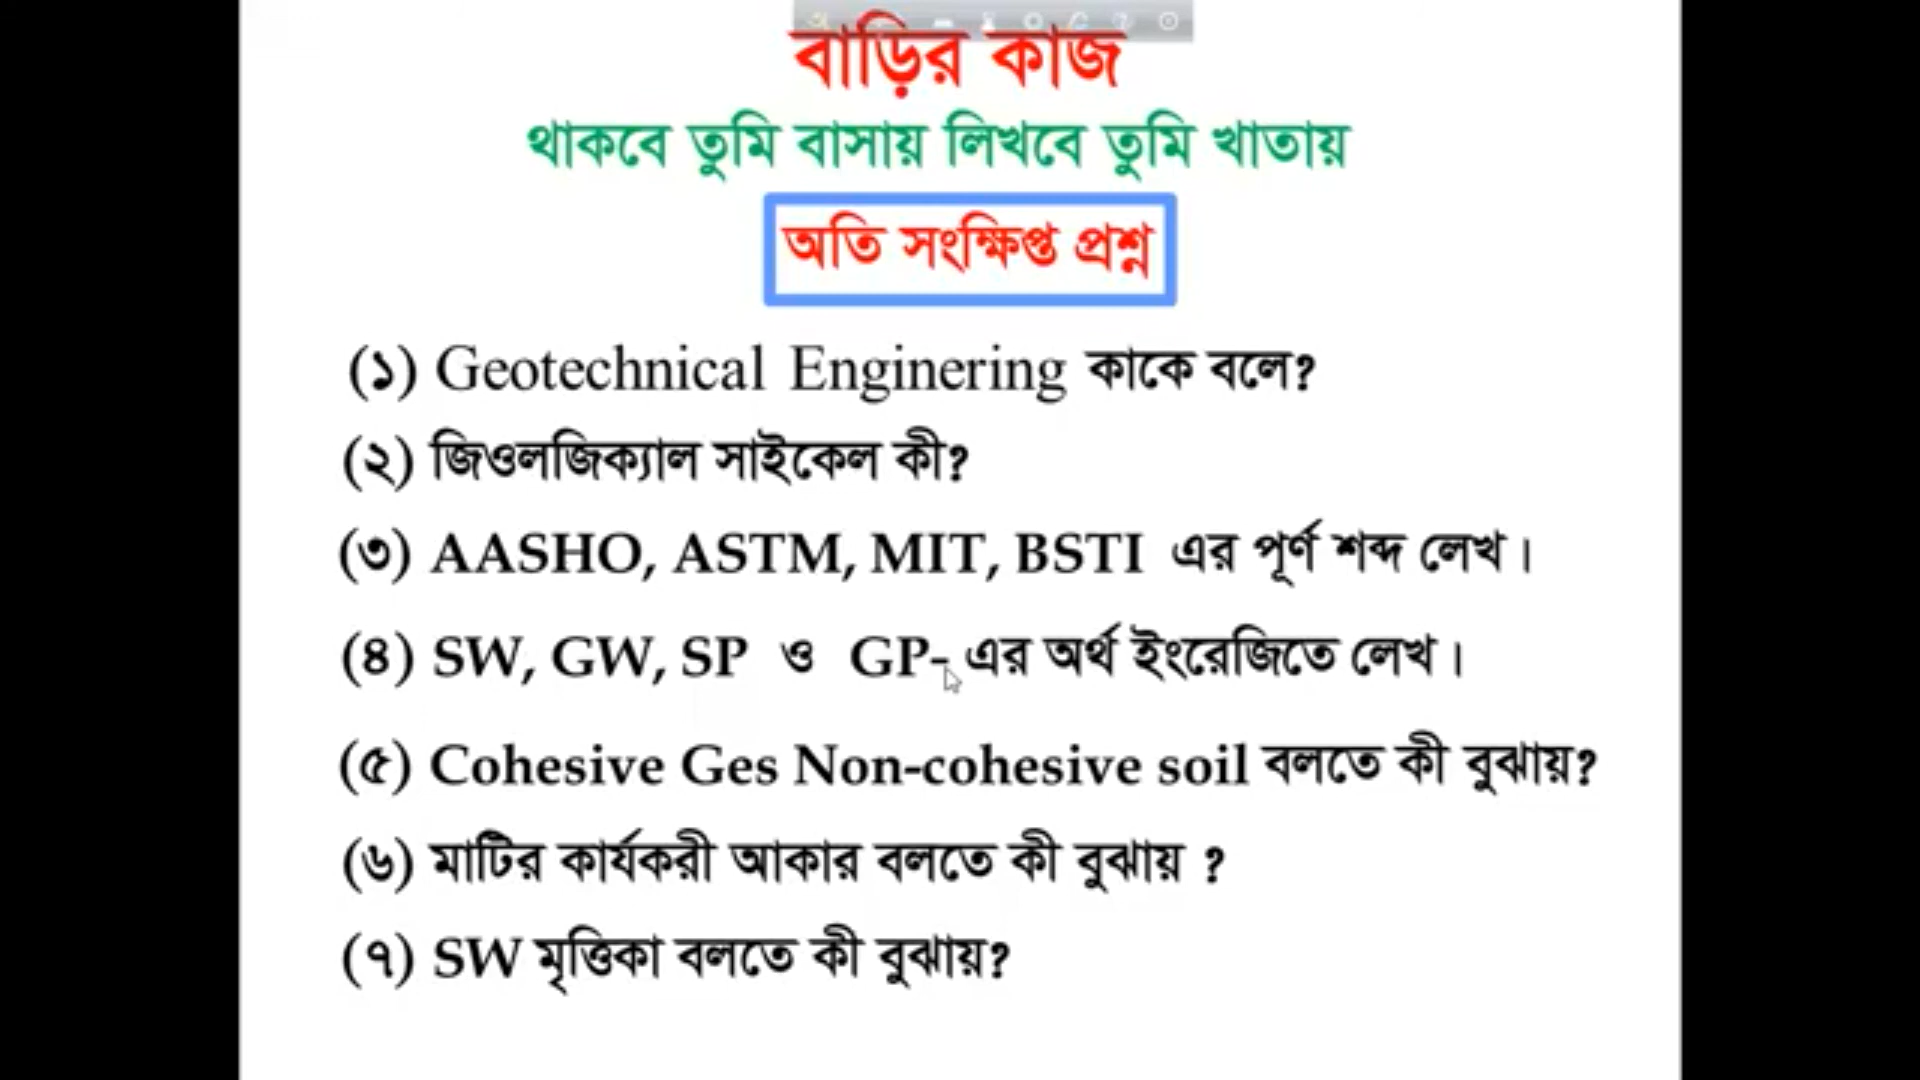 বাড়ির কাজ
থাকবে তুমি বাসায় লিখবে তুমি খাতায়
অতি সংক্ষিপ্ত প্রশ্ন
(১) Geotechnical Enginering কাকে বলে?
(২) জিওলজিক্যাল সাইকেল কী?
(৩) AASHO, ASTM, MIT, BSTI এর পূর্ণ শব্দ লেখ।
(৪) SW, GW, SP ও GP- এর অর্থ ইংরেজিতে লেখ।
(৫) Cohesive Ges Non-cohesive soil বলতে কী বুঝায়?
(৬) মাটির কার্যকরী আকার বলতে কী বুঝায় ?
(৭) SW মৃত্তিকা বলতে কী বুঝায়?